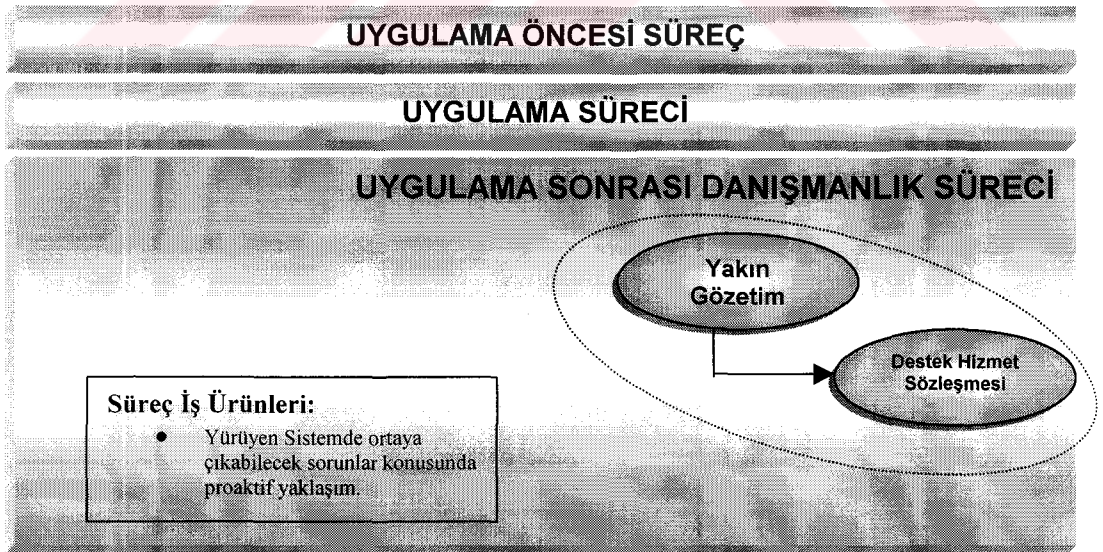 UYGULAMA ÖNCESİ SÜREÇ
UYGULAMA SÜRECİ
UYGULAMA SONRASI DANIŞMANLIK SÜRECİ
Yakın
Gözetim
Destek Hizmet
Sözleşmesi
Süreç İş Ürünleri:
• Yürüyen Sistemde ortaya
çıkabilecek sorunlar konusunda
proaktif yaklaşım.